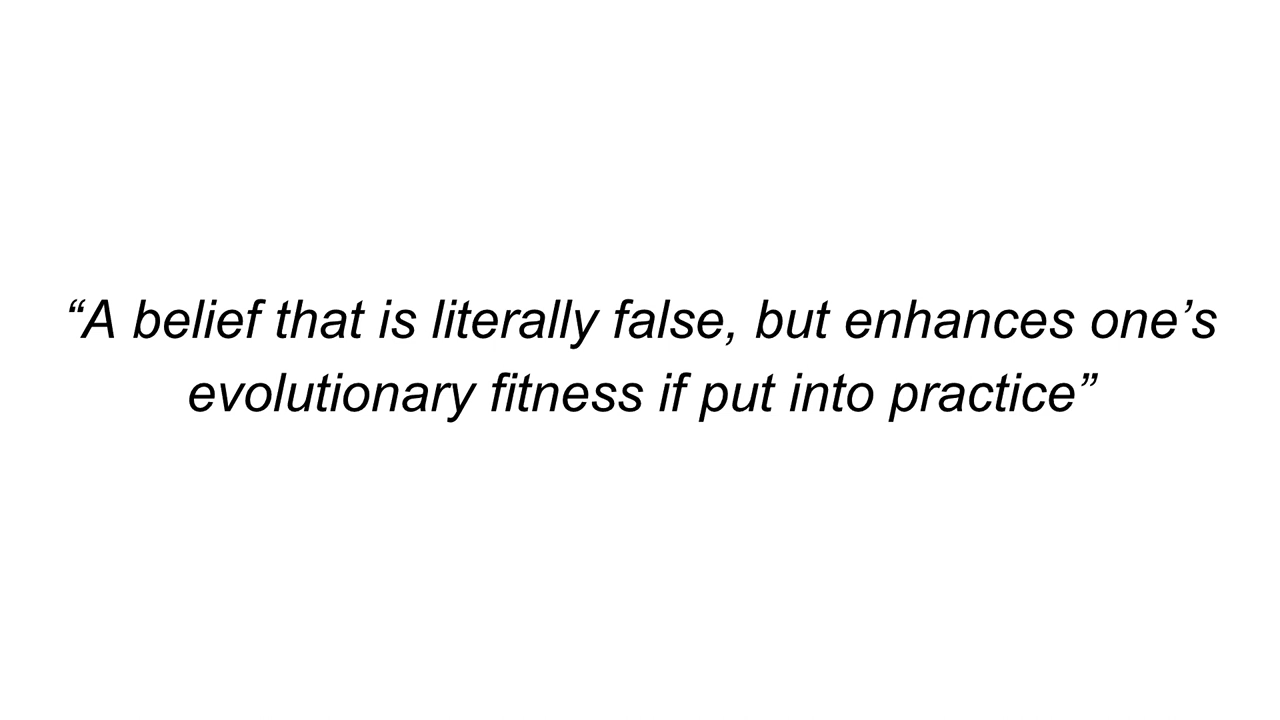 “A belief that is literally false, but enhances one’s
evolutionary fitness if put into practice”